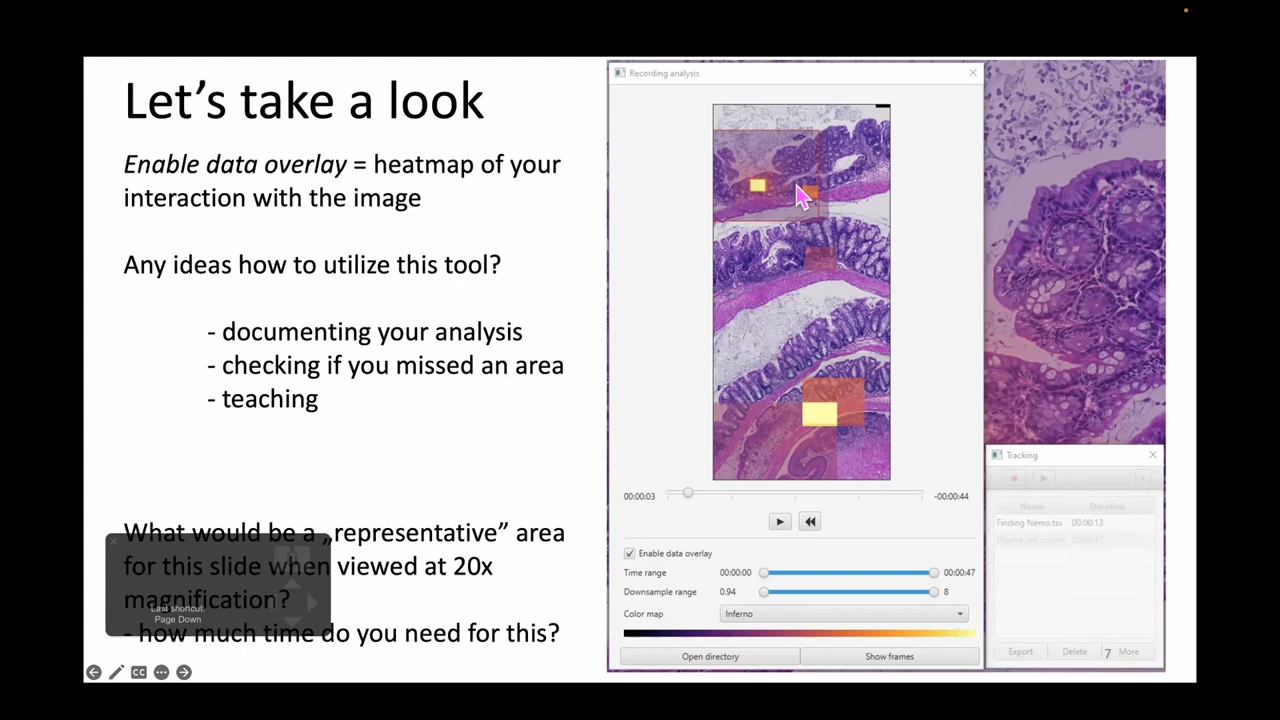 Let's take a look
Enable data overlay = heatmap of your
interaction with the image
Any ideas how to utilize this tool?
- documenting your analysis
- checking if you missed an area
- teaching
What would be a „representative” area
for this slide when viewed at 20x
magnification?
- how much time do you need for this?
Last shortcut:
Page Down
CC
Recording analysis
00:00:03
-00:00:44
Enable data overlay
Time range 00:00:00 00:00:47
Downsample range 0.94 8
Color map Inferno
Open directory Show frames
Tracking
Name Duration
Finding Nemo.tsv 00:00:13
Plasma cell counts 00:00:47
Export Delete 7 More